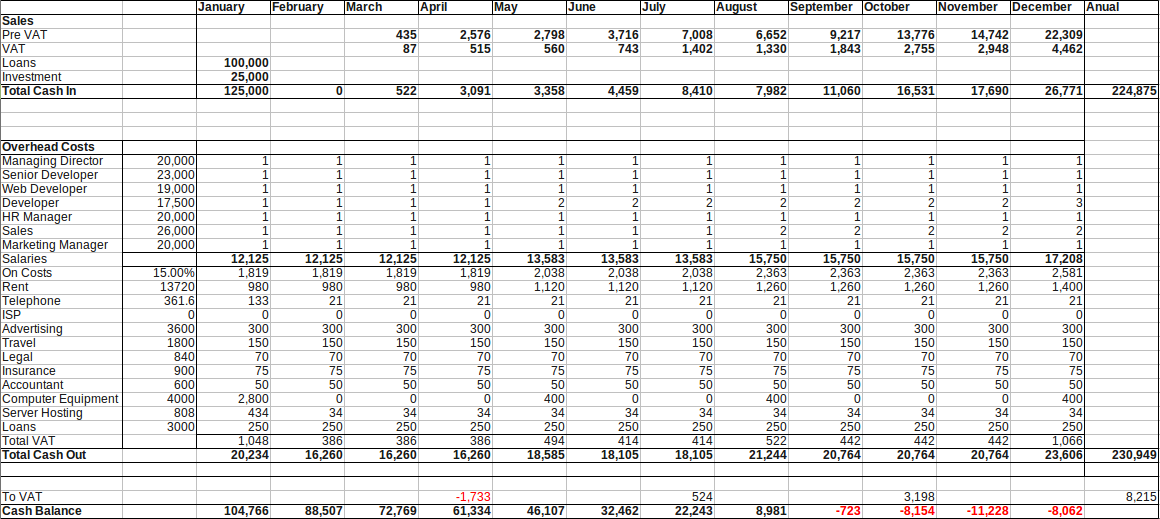 January February March April May June July August September October November December Anual
Sales
Pre VAT 435 2,576 2,798 3,716 7,008 6,652 9,217 13,776 14,742 22,309
VAT 87 515 560 743 1,402 1,330 1,843 2,755 2,948 4,462
Loans 100,000
Investment 25,000
Total Cash In 125,000 0 522 3,091 3,358 4,459 8,410 7,982 11,060 16,531 17,690 26,771 224,875
Overhead Costs
Managing Director 20,000 1 1 1 1 1 1 1 1 1 1 1 1
Senior Developer 23,000 1 1 1 1 1 1 1 1 1 1 1 1
Web Developer 19,000 1 1 1 1 1 1 1 1 1 1 1 1
Developer 17,500 1 1 1 1 2 2 2 2 2 2 2 3
HR Manager 20,000 1 1 1 1 1 1 1 1 1 1 1 1
Sales 26,000 1 1 1 1 1 1 1 2 2 2 2 2
Marketing Manager 20,000 1 1 1 1 1 1 1 1 1 1 1 1
Salaries 12,125 12,125 12,125 12,125 13,583 13,583 13,583 15,750 15,750 15,750 15,750 17,208
On Costs 15.00% 1,819 1,819 1,819 1,819 2,038 2,038 2,038 2,363 2,363 2,363 2,363 2,581
Rent 13720 980 980 980 980 1,120 1,120 1,120 1,260 1,260 1,260 1,260 1,400
Telephone 361.6 133 21 21 21 21 21 21 21 21 21 21 21
ISP 0 0 0 0 0 0 0 0 0 0 0 0 0
Advertising 3600 300 300 300 300 300 300 300 300 300 300 300 300
Travel 1800 150 150 150 150 150 150 150 150 150 150 150 150
Legal 840 70 70 70 70 70 70 70 70 70 70 70 70
Insurance 900 75 75 75 75 75 75 75 75 75 75 75 75
Accountant 600 50 50 50 50 50 50 50 50 50 50 50 50
Computer Equipment 4000 2,800 0 0 0 400 0 0 400 0 0 0 400
Server Hosting 808 434 34 34 34 34 34 34 34 34 34 34 34
Loans 3000 250 250 250 250 250 250 250 250 250 250 250 250
Total VAT 1,048 386 386 386 494 414 414 522 442 442 442 1,066
Total Cash Out 20,234 16,260 16,260 16,260 18,585 18,105 18,105 21,244 20,764 20,764 20,764 23,606 230,949
To VAT -1,733 524 3,198 8,215
Cash Balance 104,766 88,507 72,769 61,334 46,107 32,462 22,243 8,981 -723 -8,154 -11,228 -8,062